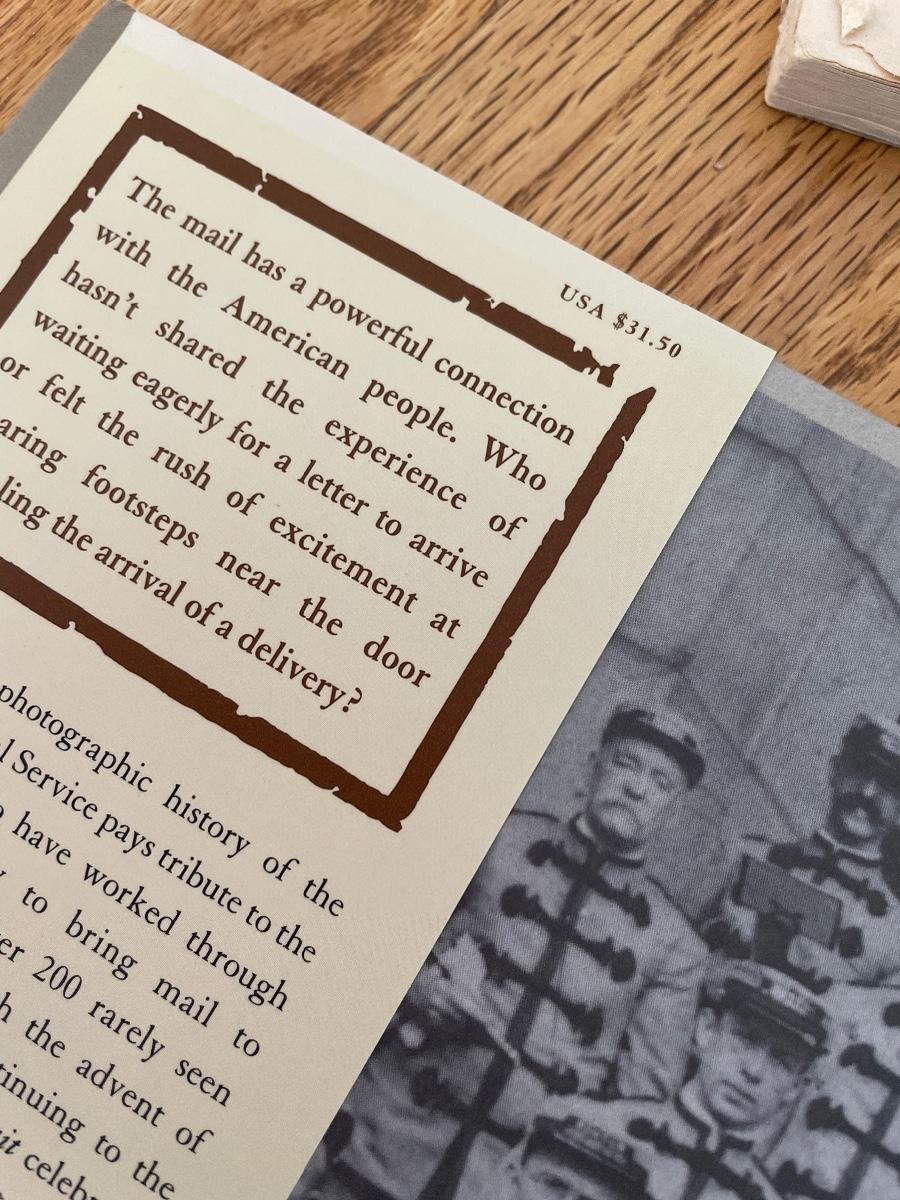 USA $31.50
The mail has a powerful connection
with the American people. Who
hasn't shared the experience of
waiting eagerly for a letter to arrive
or felt the rush of excitement at
footsteps near the door
the arrival of a delivery?
photographic history of the
Service pays tribute to the
have worked through
to bring mail to
200 rarely seen
the advent of
to the